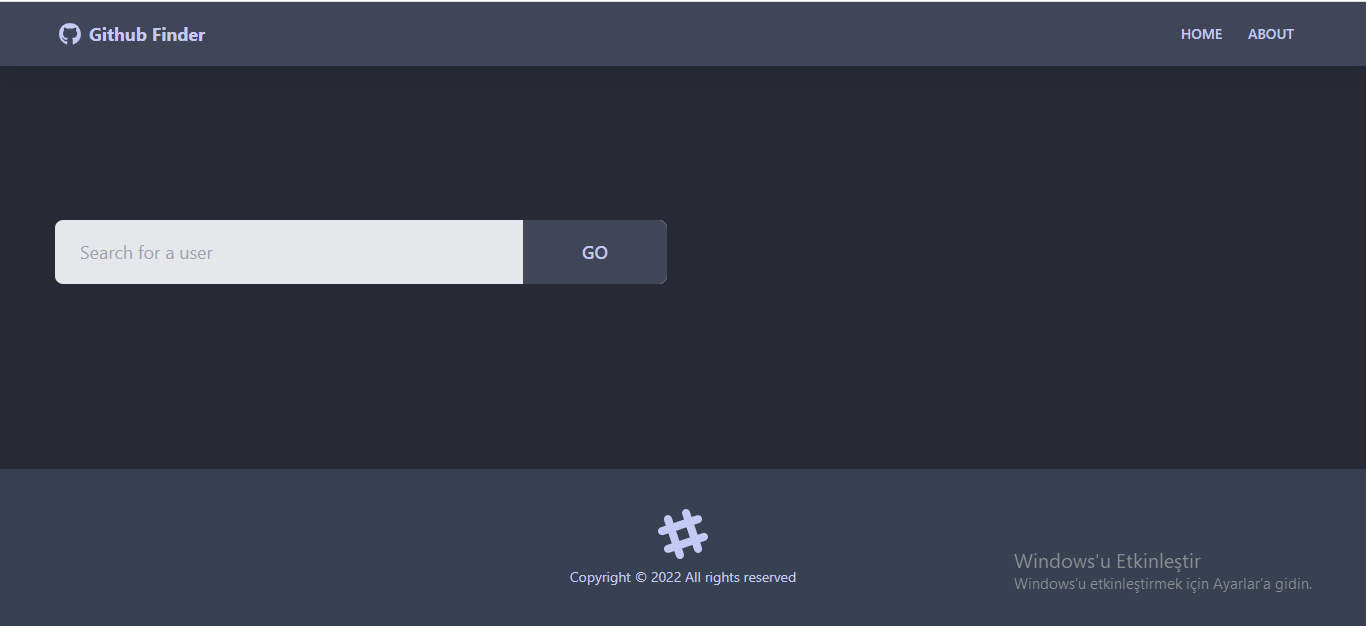 Github Finder
HOME
ABOUT
Search for a user
GO
Copyright © 2022 All rights reserved
Windows'u Etkinleştir
Windows'u etkinleştirmek için Ayarlar'a gidin.